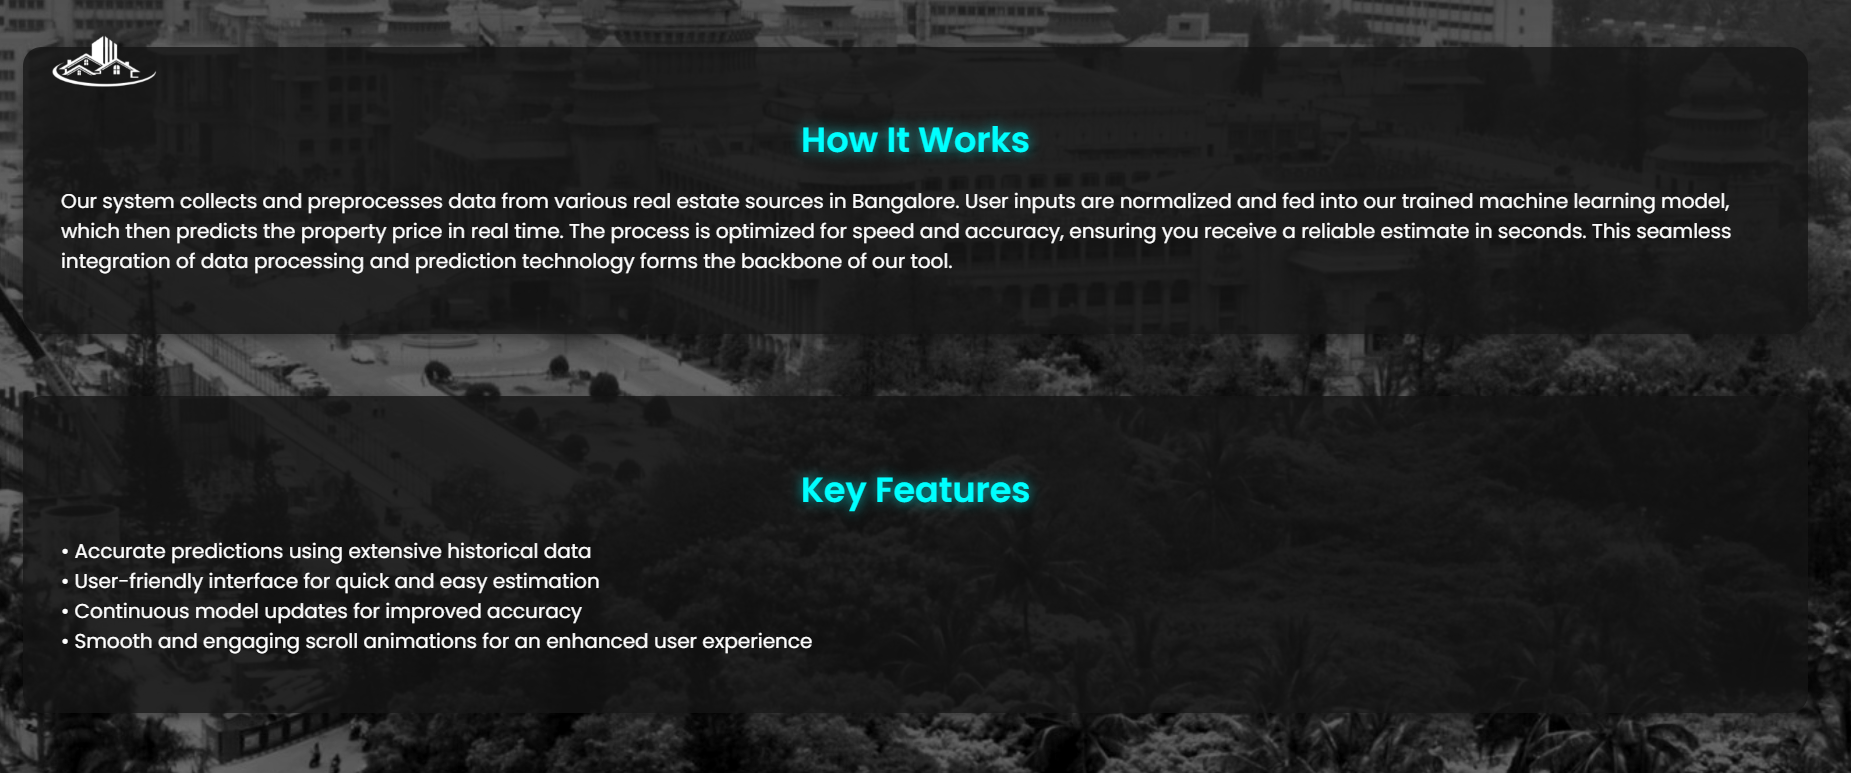 How It Works
Our system collects and preprocesses data from various real estate sources in Bangalore. User inputs are normalized and fed into our trained machine learning model,
which then predicts the property price in real time. The process is optimized for speed and accuracy, ensuring you receive a reliable estimate in seconds. This seamless
integration of data processing and prediction technology forms the backbone of our tool.
Key Features
• Accurate predictions using extensive historical data
• User-friendly interface for quick and easy estimation
• Continuous model updates for improved accuracy
• Smooth and engaging scroll animations for an enhanced user experience